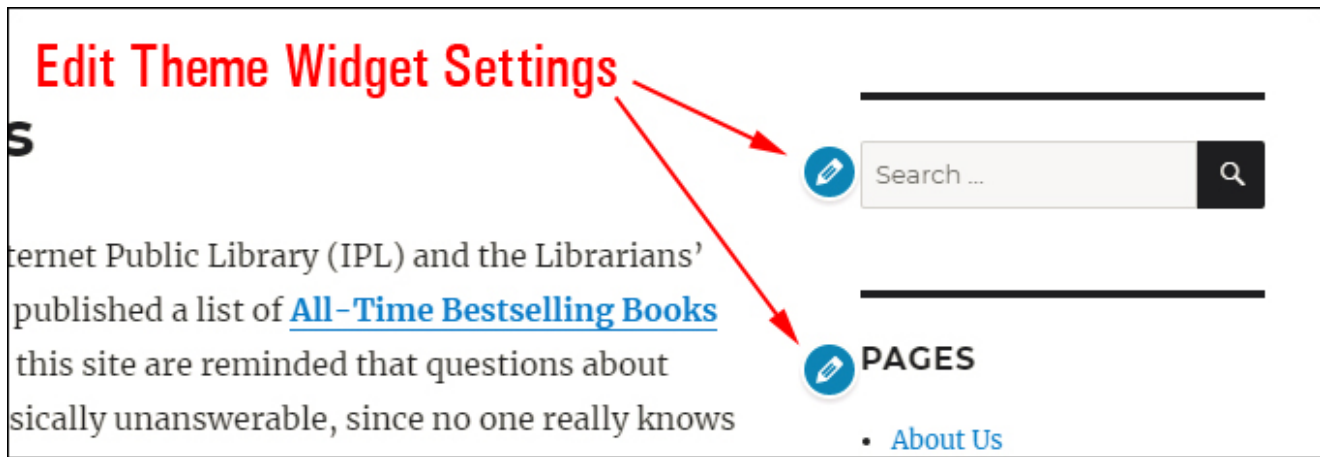 Edit Theme Widget Settings
s
ternet Public Library (IPL) and the Librarians’
published a list of All-Time Bestselling Books
this site are reminded that questions about
sically unanswerable, since no one really knows
Search ...
PAGES
• About Us